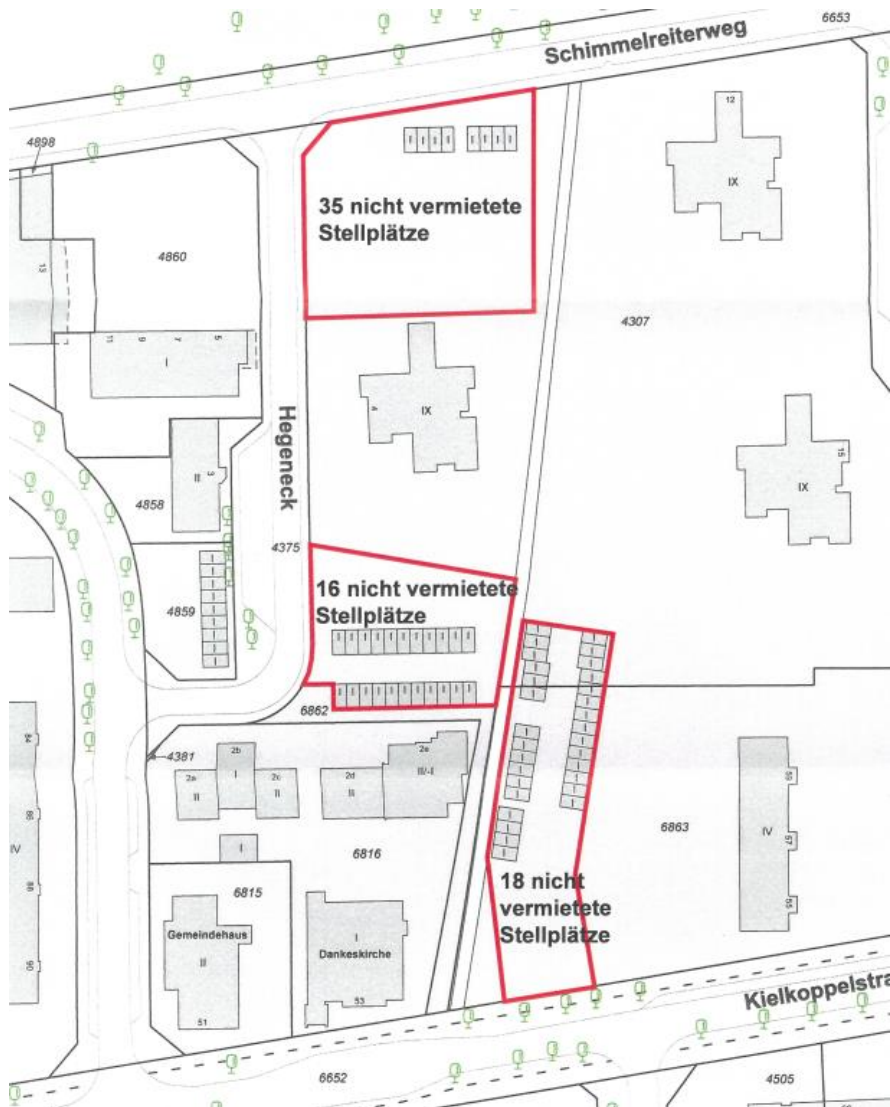 6653
Schimmelreiterweg
4898
12
IX
35 nicht vermietete
Stellplätze
4860
13
4307
11
9
7
5
I
4
IX
Hegeneck
15
IX
3
II
4858
4375
16 nicht vermietete
Stellplätze
4859
6862
84
4381
2b
2e
2a
I
2c
2d
III/-I
59
II
II
III
86
IV
6863
IV
57
6816
I
88
6815
18 nicht
vermietete
Stellplätze
55
Gemeindehaus
I
Dankeskirche
II
90
53
51
Kielkoppelstra
6652
4505